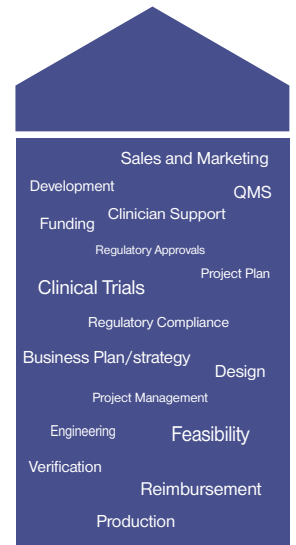 Sales and Marketing
Development
QMS
Clinician Support
Funding
Regulatory Approvals
Project Plan
Clinical Trials
Regulatory Compliance
Business Plan/strategy
Design
Project Management
Engineering
Feasibility
Verification
Reimbursement
Production